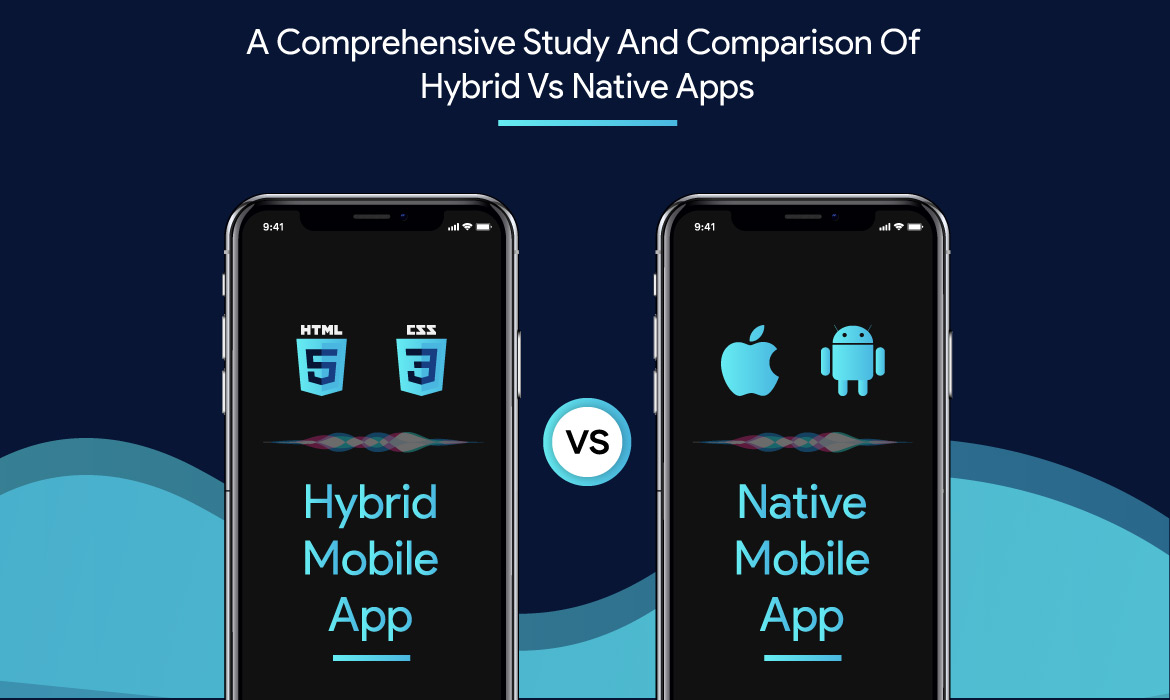 A Comprehensive Study And Comparison Of
Hybrid Vs Native Apps
9:41
HTML
5
CSS
3
Hybrid
Mobile
App
VS
9:41
Native
Mobile
App